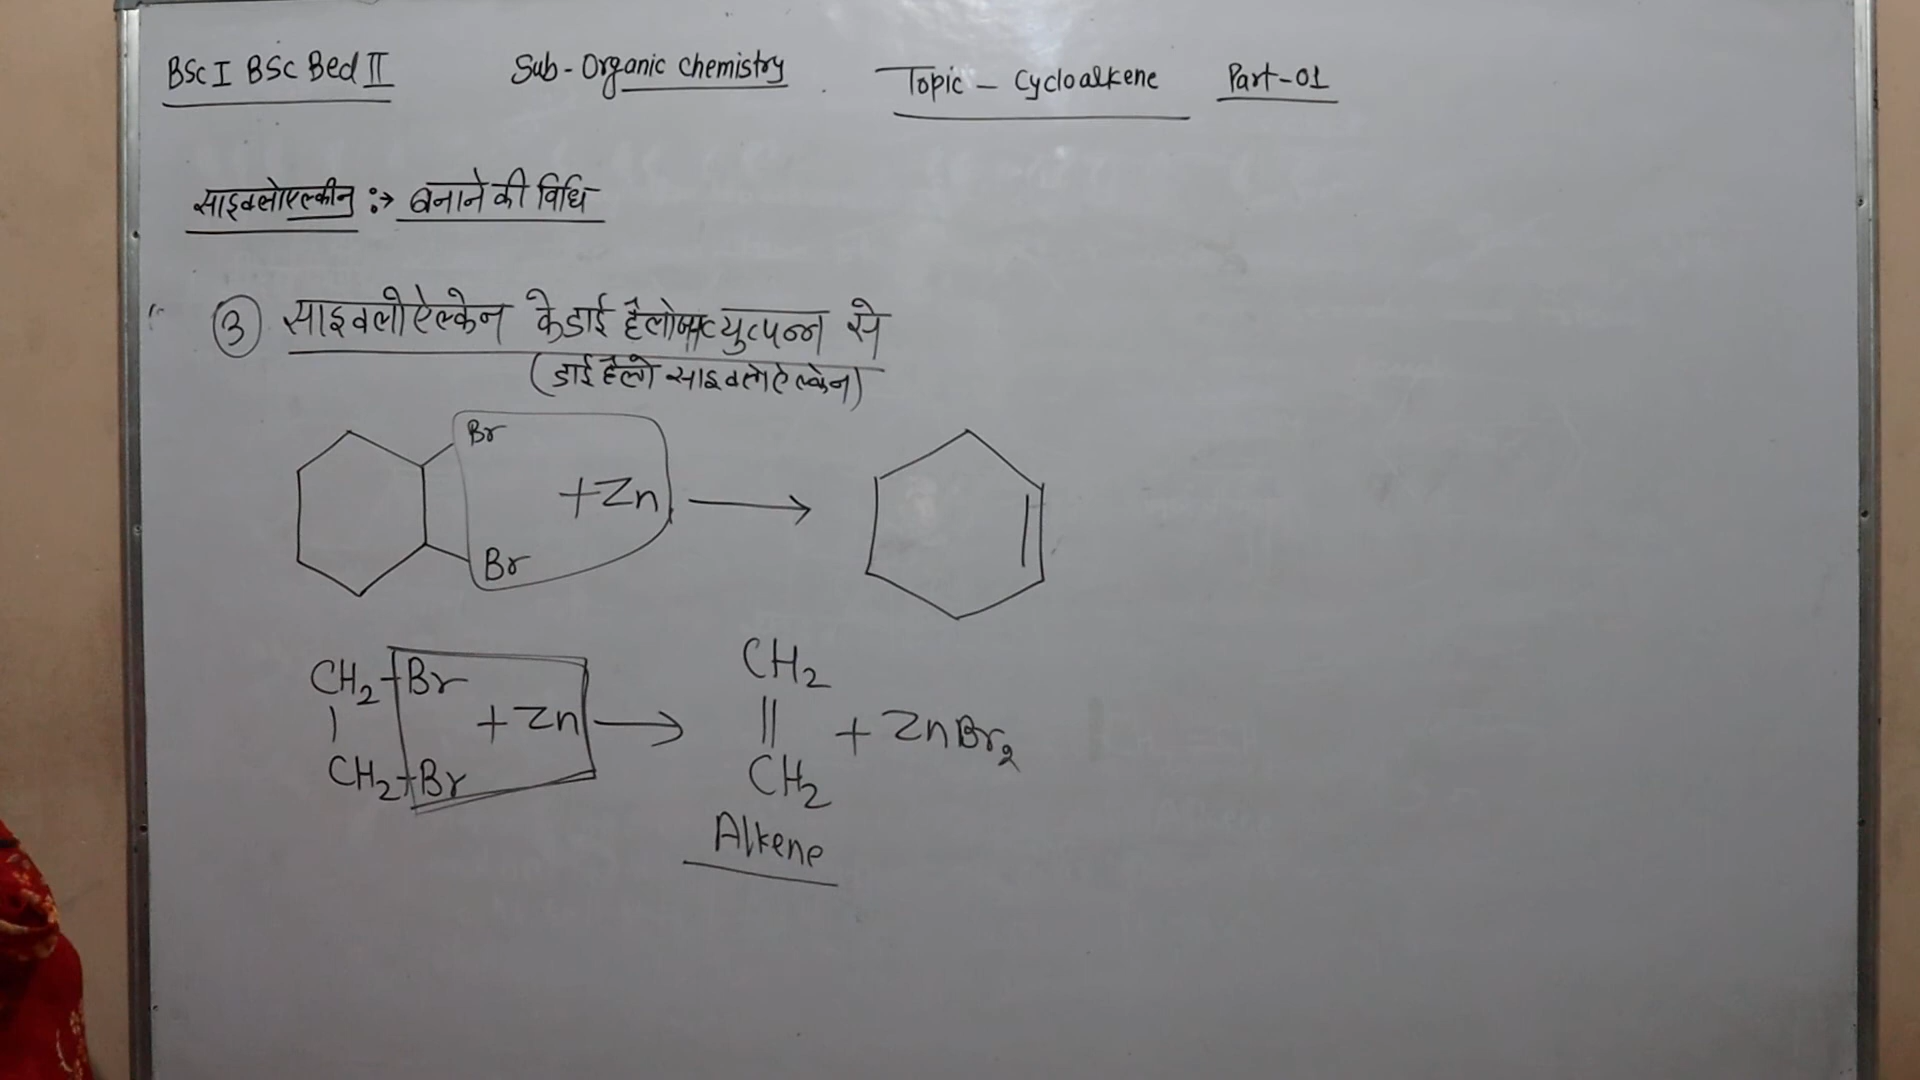 BSc I BSc Bed II Sub-Organic chemistry Topic - Cycloalkene Part-01
साइक्लोएल्कीन :→ बनाने की विधि
③ साइक्लोऐल्केन के डाई हैलोजन व्युत्पन्न से
(डाई हैलो साइक्लोऐल्केन)
Br
+Zn →
Br
CH2-Br CH2
| +Zn → || + ZnBr2
CH2-Br CH2
Alkene